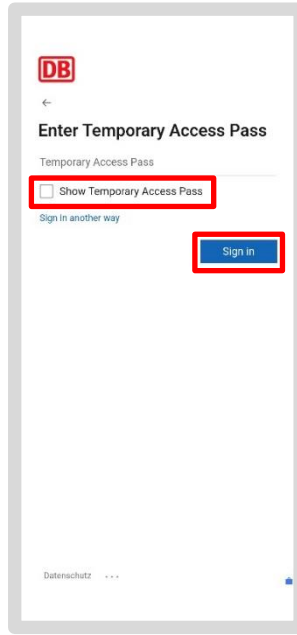 DB
Enter Temporary Access Pass
Temporary Access Pass
Show Temporary Access Pass
Sign in another way
Sign in
Datenschutz ...